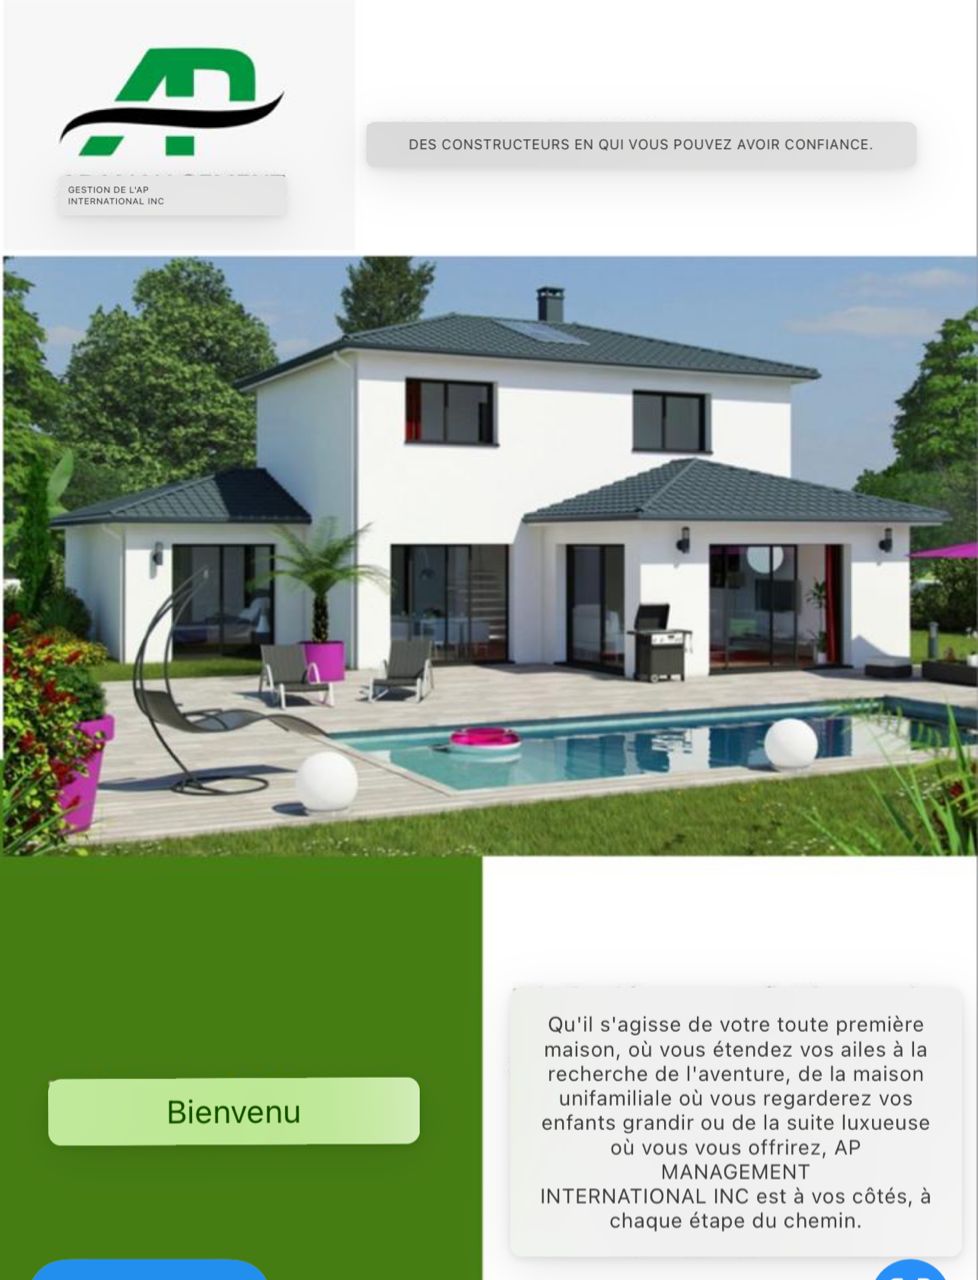 AP
GESTION DE L'AP
INTERNATIONAL INC
DES CONSTRUCTEURS EN QUI VOUS POUVEZ AVOIR CONFIANCE.
Bienvenu
Qu'il s'agisse de votre toute première
maison, où vous étendez vos ailes à la
recherche de l'aventure, de la maison
unifamiliale où vous regarderez vos
enfants grandir ou de la suite luxueuse
où vous vous offrirez, AP
MANAGEMENT
INTERNATIONAL INC est à vos côtés, à
chaque étape du chemin.